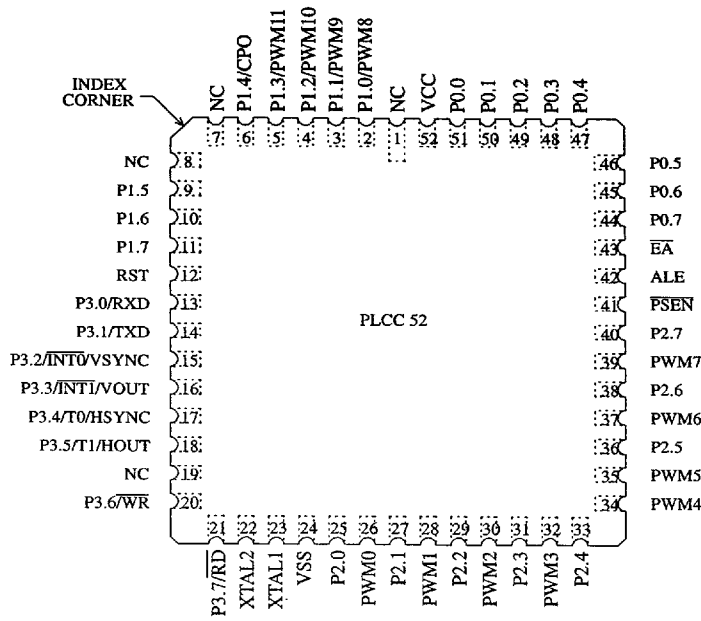 INDEX
CORNER
NC
P1.4/CPO
P1.3/PWM11
P1.2/PWM10
P1.1/PWM9
P1.0/PWM8
NC
VCC
P0.0
P0.1
P0.2
P0.3
P0.4
7 6 5 4 3 2 1 52 51 50 49 48 47
NC 8
P1.5 9
P1.6 10
P1.7 11
RST 12
P3.0/RXD 13
P3.1/TXD 14
P3.2/I̅N̅T̅0̅/VSYNC 15
P3.3/I̅N̅T̅1̅/VOUT 16
P3.4/T0/HSYNC 17
P3.5/T1/HOUT 18
NC 19
P3.6/W̅R̅ 20
PLCC 52
46 P0.5
45 P0.6
44 P0.7
43 E̅A̅
42 ALE
41 P̅S̅E̅N̅
40 P2.7
39 PWM7
38 P2.6
37 PWM6
36 P2.5
35 PWM5
34 PWM4
21 22 23 24 25 26 27 28 29 30 31 32 33
P3.7/R̅D̅
XTAL2
XTAL1
VSS
P2.0
PWM0
P2.1
PWM1
P2.2
PWM2
P2.3
PWM3
P2.4